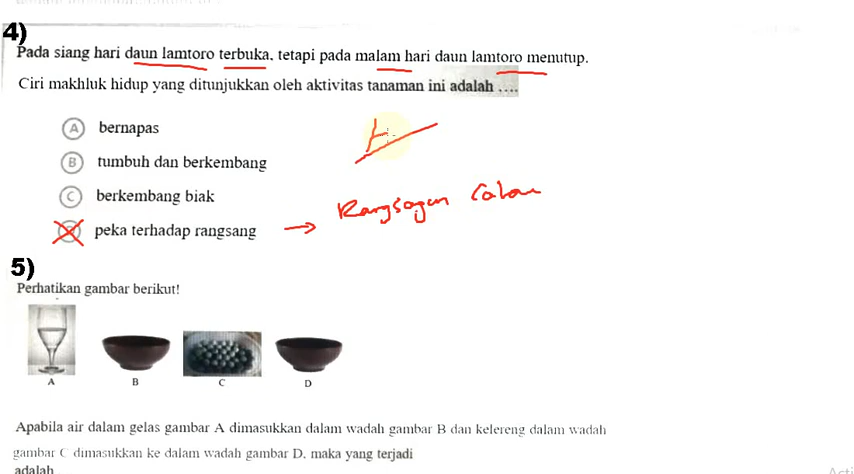 4)
Pada siang hari daun lamtoro terbuka, tetapi pada malam hari daun lamtoro menutup.
Ciri makhluk hidup yang ditunjukkan oleh aktivitas tanaman ini adalah ....
A bernapas
B tumbuh dan berkembang
C berkembang biak
peka terhadap rangsang → Rangsangan
5)
Perhatikan gambar berikut!
A B C D
Apabila air dalam gelas gambar A dimasukkan dalam wadah gambar B dan kelereng dalam wadah
gambar C dimasukkan ke dalam wadah gambar D, maka yang terjadi
adalah